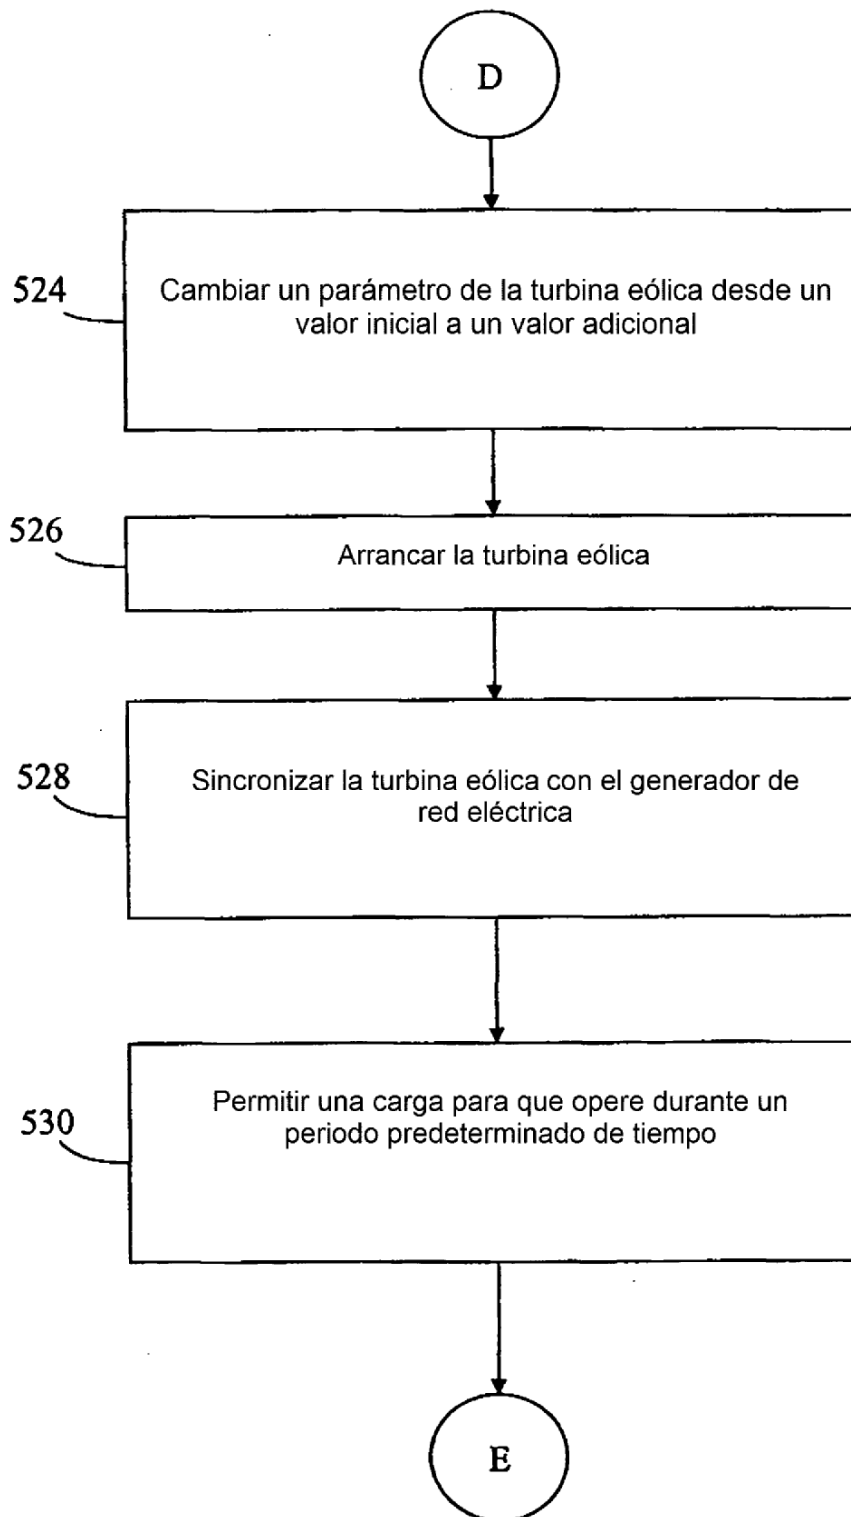 D
524
Cambiar un parámetro de la turbina eólica desde un
valor inicial a un valor adicional
526
Arrancar la turbina eólica
528
Sincronizar la turbina eólica con el generador de
red eléctrica
530
Permitir una carga para que opere durante un
periodo predeterminado de tiempo
E